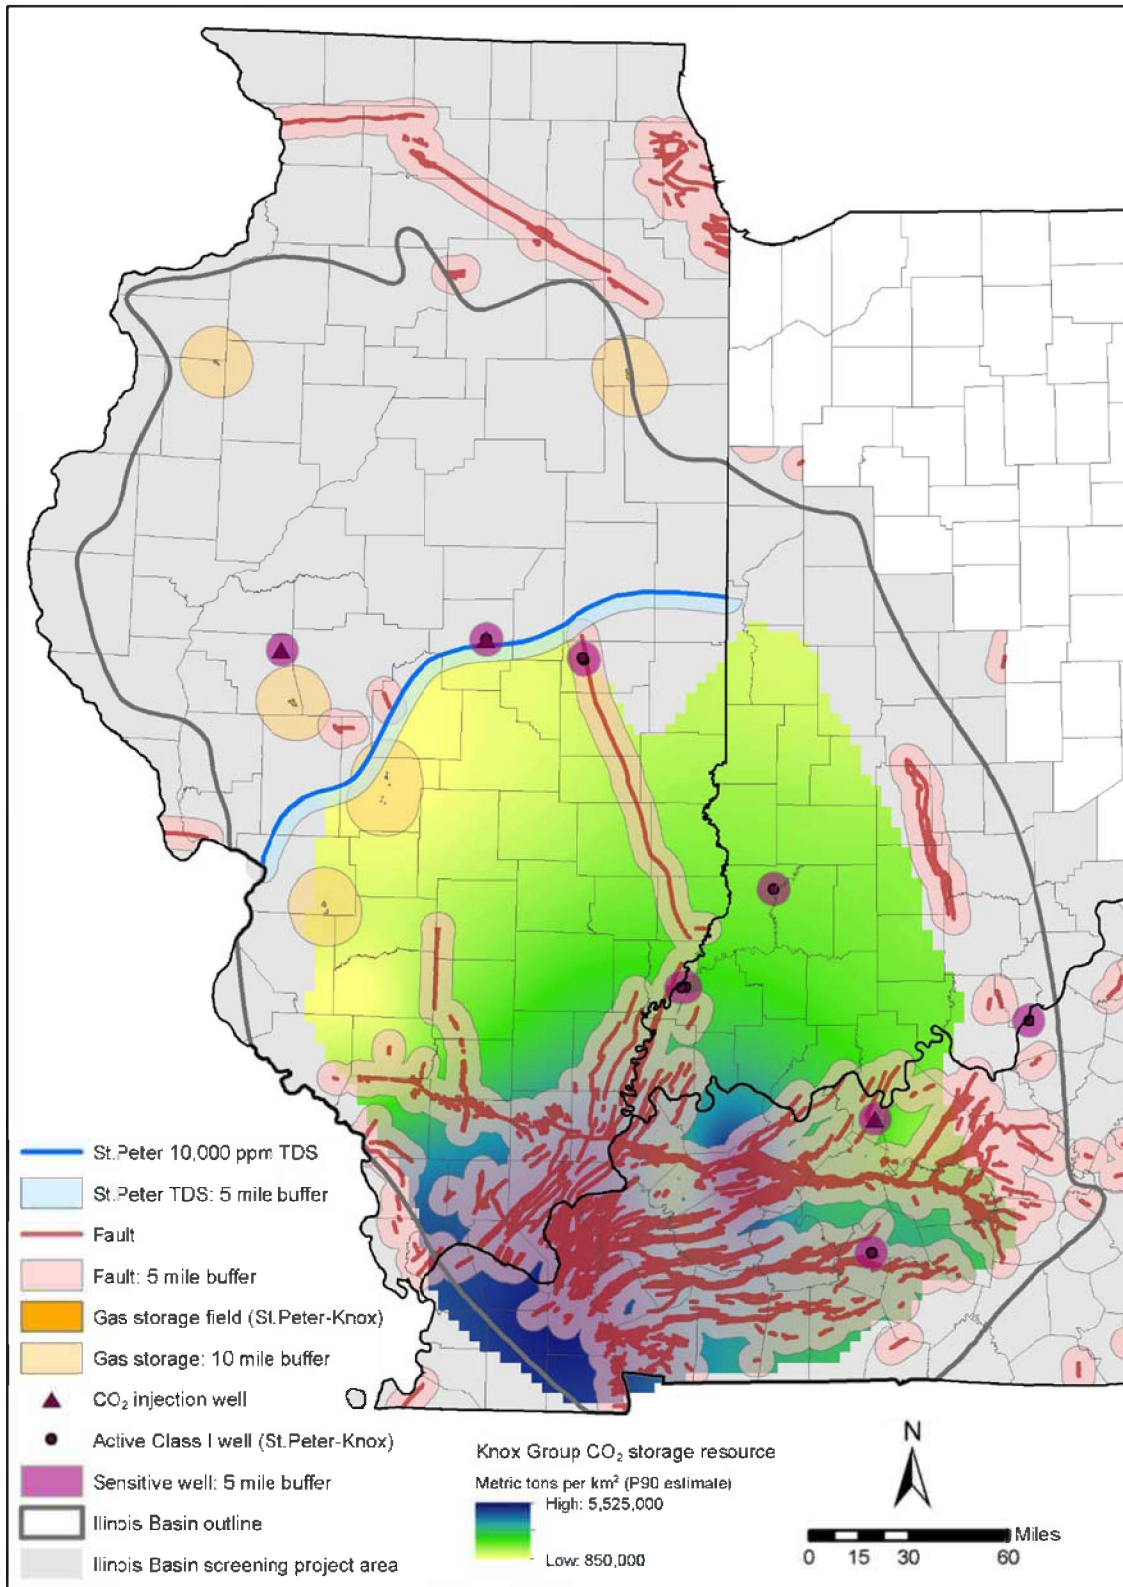 St.Peter 10,000 ppm TDS
St.Peter TDS: 5 mile buffer
Fault
Fault: 5 mile buffer
Gas storage field (St.Peter-Knox)
Gas storage: 10 mile buffer
CO₂ injection well
Active Class I well (St.Peter-Knox)
Sensitive well: 5 mile buffer
Illinois Basin outline
Illinois Basin screening project area
Knox Group CO₂ storage resource
Metric tons per km² (P90 estimate)
High: 5,525,000
Low: 850,000
N
Miles
0 15 30 60